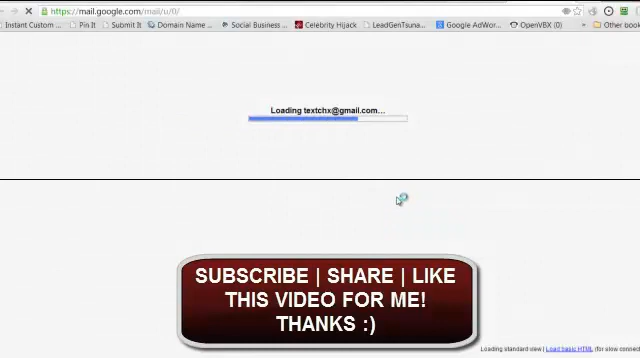 https://mail.google.com/mail/u/0/
Instant Custom ... Pin It Submit It Domain Name ... Social Business ... Celebrity Hijack LeadGenTsuna... Google AdWor... OpenVBX (0) » Other book
Loading textchx@gmail.com...
SUBSCRIBE | SHARE | LIKE
THIS VIDEO FOR ME!
THANKS :)
Loading standard view | Load basic HTML (for slow connect